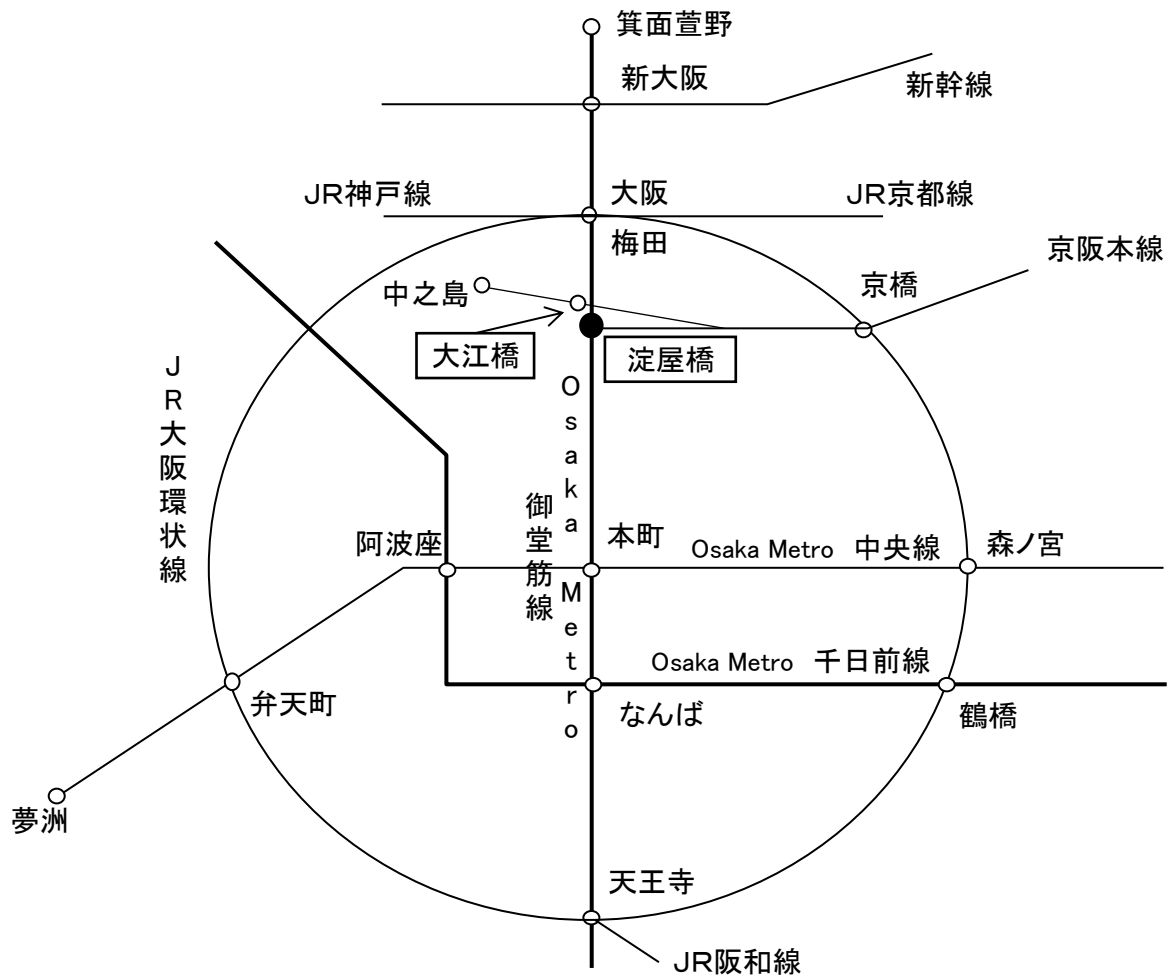 箕面萱野
新大阪
新幹線
JR神戸線
大阪
JR京都線
梅田
京阪本線
中之島
京橋
大江橋
淀屋橋
JR大阪環状線
Osaka Metro
御堂筋線
阿波座
本町
Osaka Metro 中央線
森ノ宮
Osaka Metro 千日前線
弁天町
なんば
鶴橋
夢洲
天王寺
JR阪和線